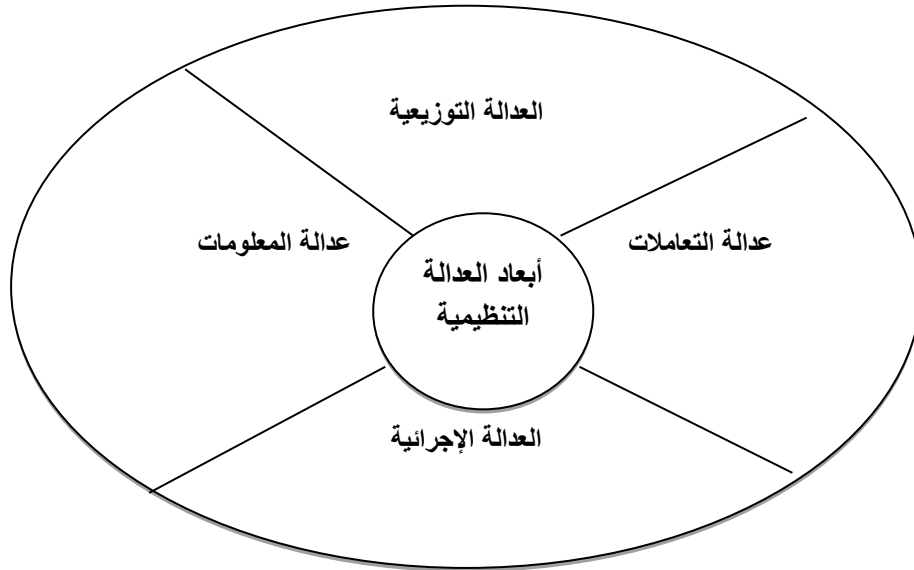 العدالة التوزيعية
عدالة التعاملات
عدالة المعلومات
أبعاد العدالة
التنظيمية
العدالة الإجرائية